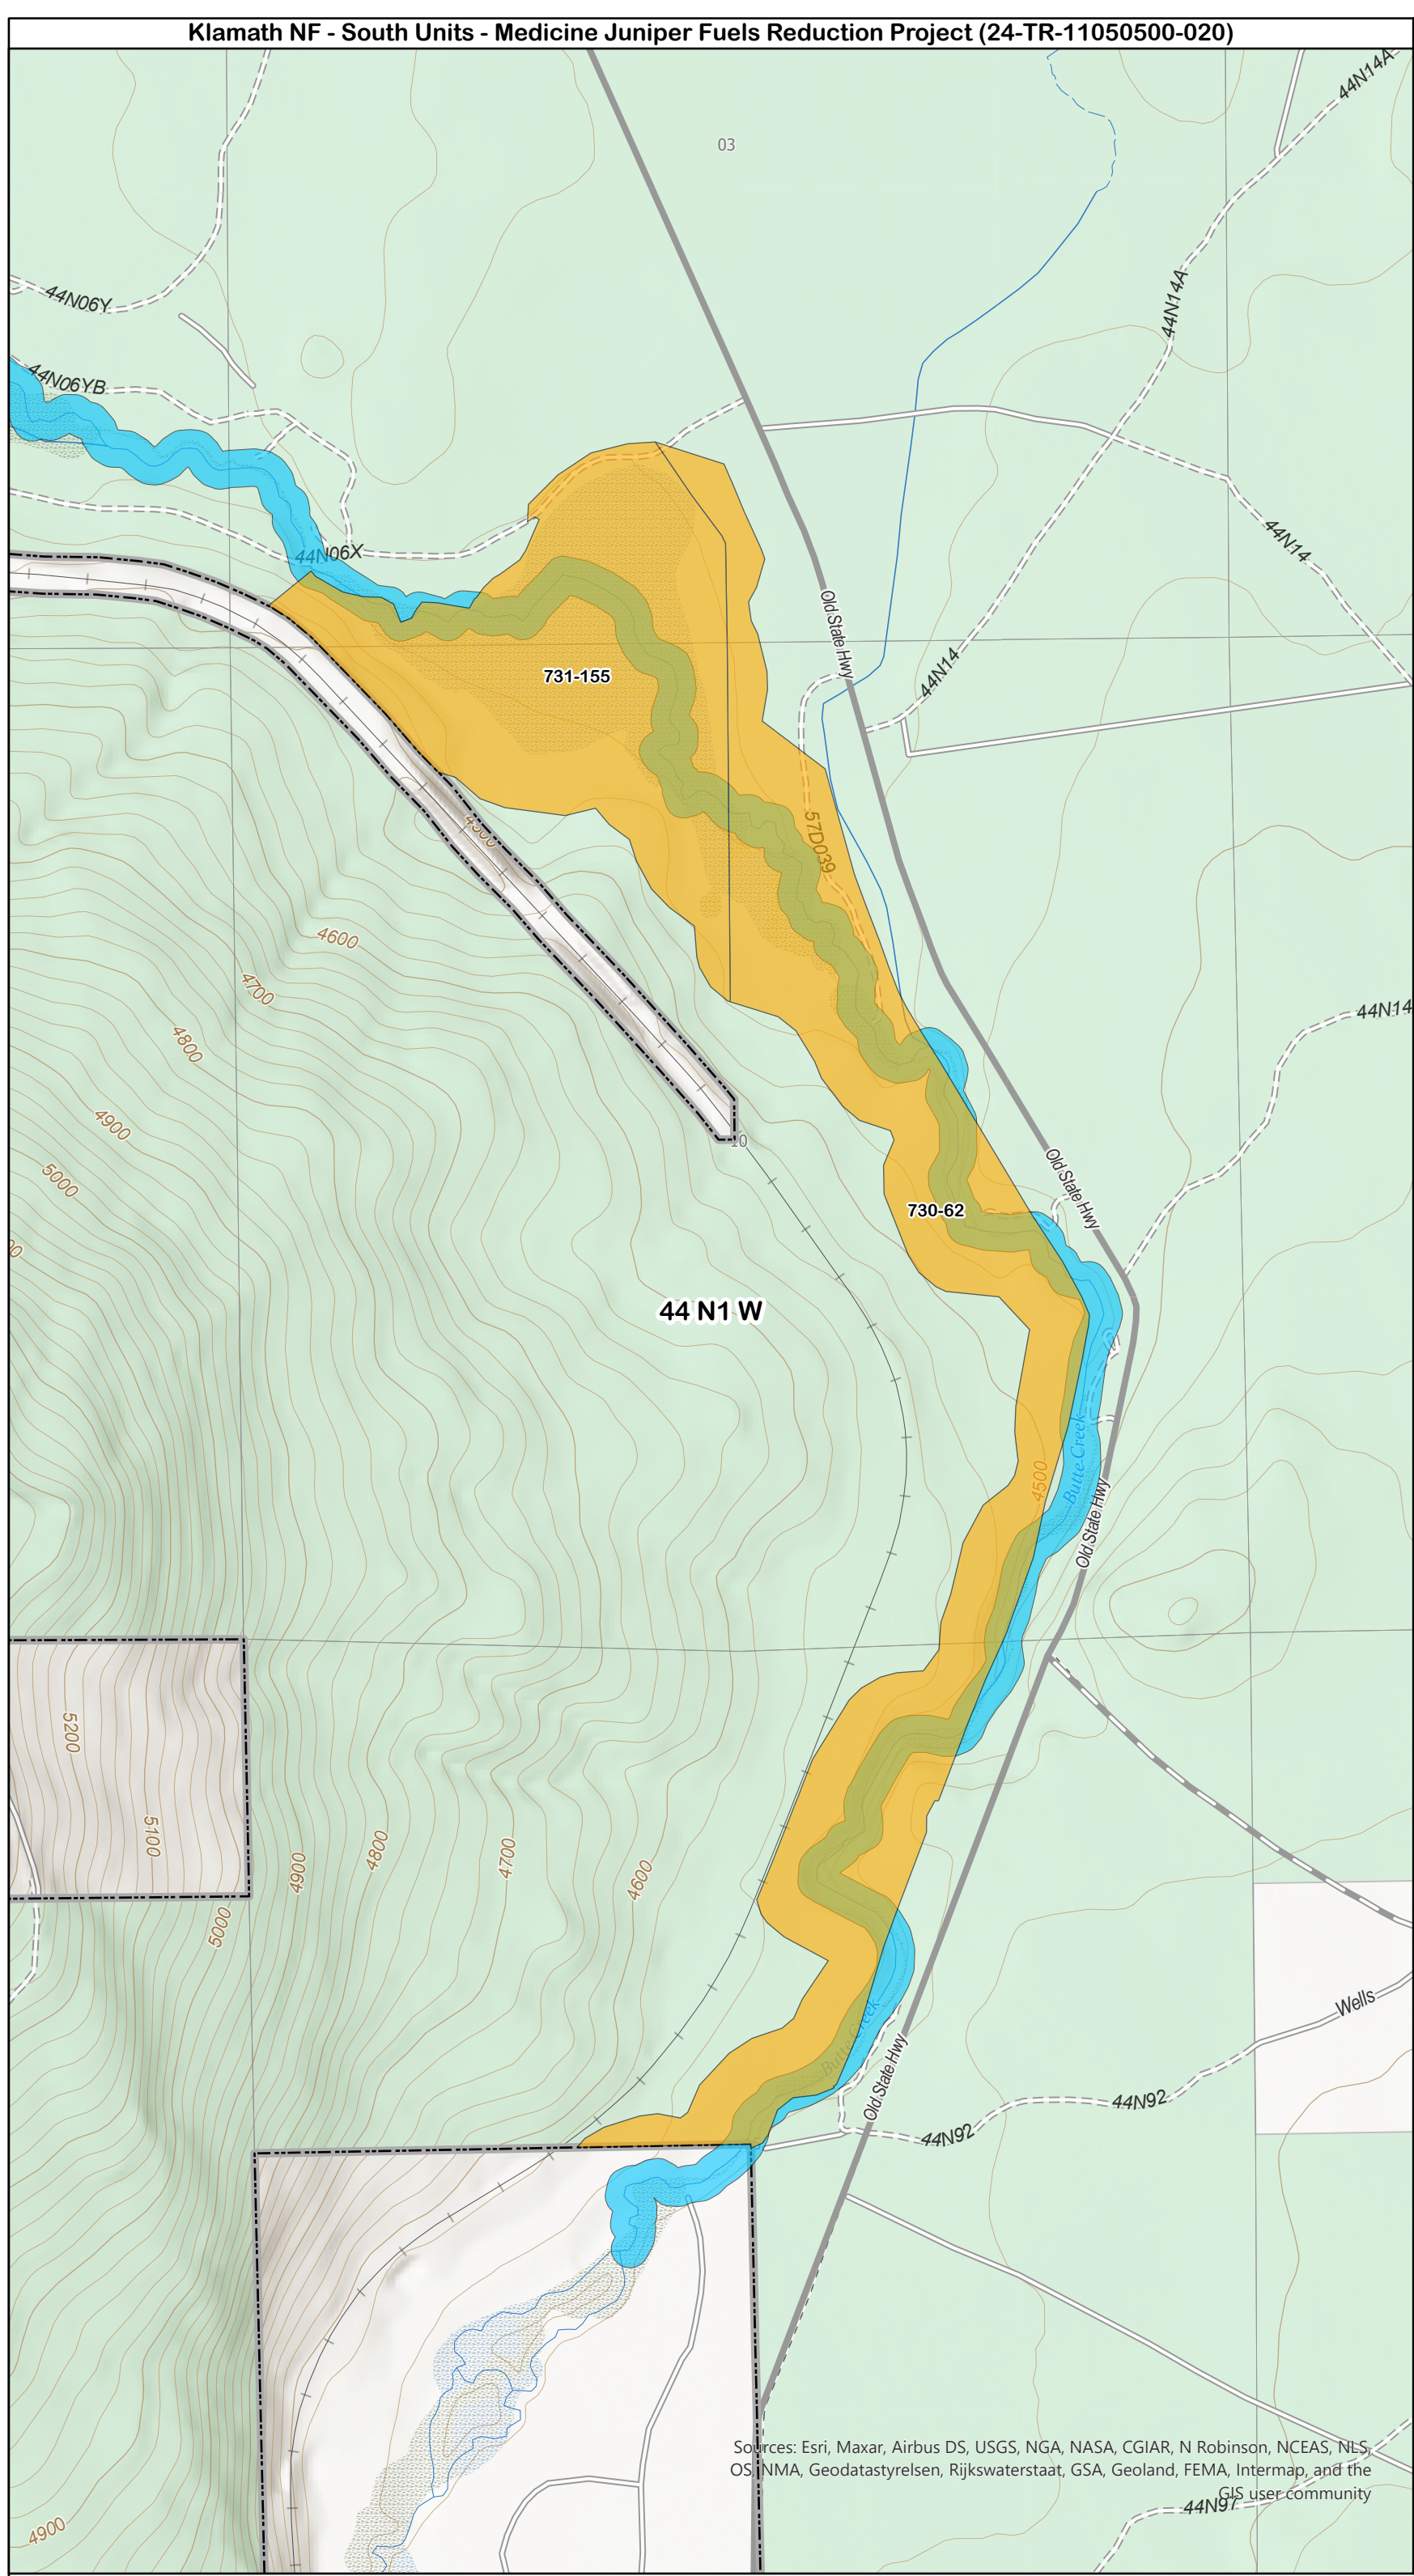 Klamath NF - South Units - Medicine Juniper Fuels Reduction Project (24-TR-11050500-020)
44N14A
03
44N06Y
44N14A
44N06YB
44N14
44N06X
Old State Hwy
44N14
731-155
4500
57D039
4600
4700
44N14
4800
4900
10
5000
Old State Hwy
730-62
44 N1 W
Butte Creek
4500
Old State Hwy
5200
5100
4900
4800
4700
4600
5000
Wells
Butte Creek
Old State Hwy
44N92
44N92
Sources: Esri, Maxar, Airbus DS, USGS, NGA, NASA, CGIAR, N Robinson, NCEAS, NLS,
OS, NMA, Geodatastyrelsen, Rijkswaterstaat, GSA, Geoland, FEMA, Intermap, and the
GIS user community
44N97
4900